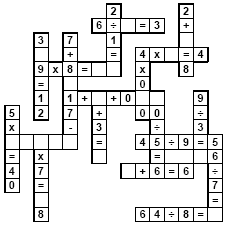 2 2
6 ÷ = 3 +
3 7 1
+ = 4 x = 4
9 x 8 = x 8
= 0
1 1 + + 0 9
5 2 7 + 0 0 ÷
x - 3 ÷ 3
= 4 5 ÷ 9 = 5
= x = 6
4 7 + 6 = 6 ÷
0 = 7
=
8 6 4 ÷ 8 =